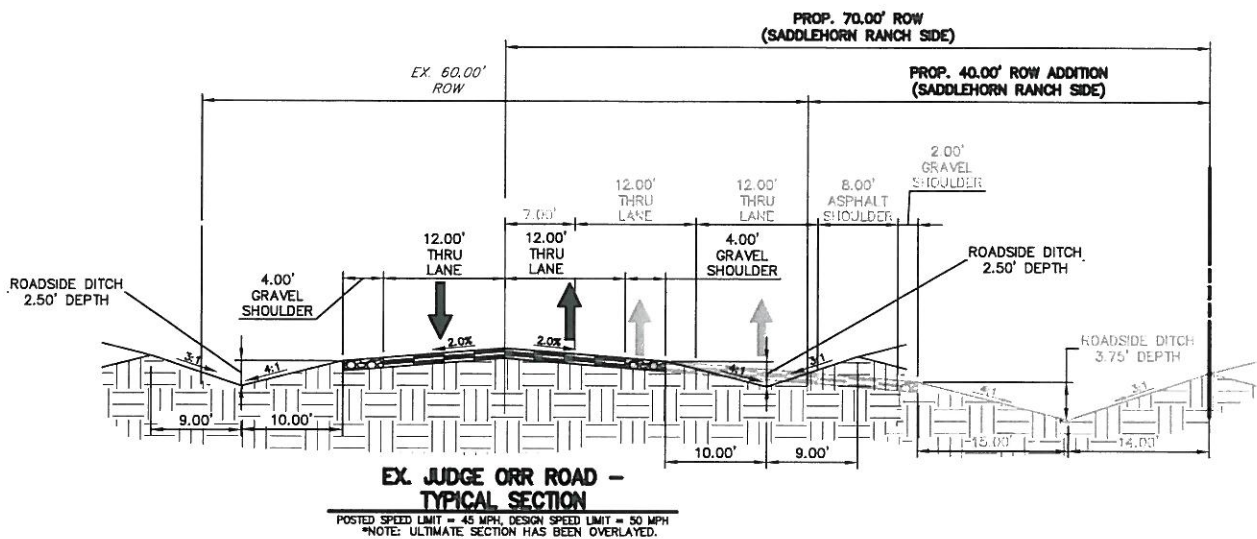 PROP. 70.00' ROW
(SADDLEHORN RANCH SIDE)
EX. 60.00'
ROW
PROP. 40.00' ROW ADDITION
(SADDLEHORN RANCH SIDE)
2.00'
GRAVEL
SHOULDER
12.00'
THRU
LANE
12.00'
THRU
LANE
8.00'
ASPHALT
SHOULDER
7.00'
12.00'
THRU
LANE
12.00'
THRU
LANE
4.00'
GRAVEL
SHOULDER
4.00'
GRAVEL
SHOULDER
ROADSIDE DITCH
2.50' DEPTH
ROADSIDE DITCH
2.50' DEPTH
ROADSIDE DITCH
3.75' DEPTH
2.0%
2.0%
3:1
4:1
4:1
3:1
4:1
3:1
9.00'
10.00'
10.00'
9.00'
15.00'
14.00'
EX. JUDGE ORR ROAD –
TYPICAL SECTION
POSTED SPEED LIMIT = 45 MPH, DESIGN SPEED LIMIT = 50 MPH
*NOTE: ULTIMATE SECTION HAS BEEN OVERLAYED.